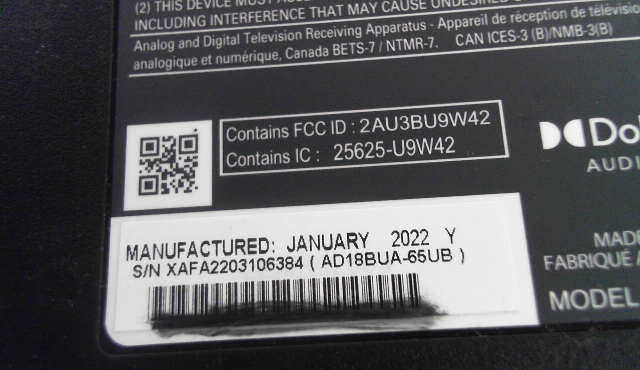 (2) THIS DEVICE MUST
INCLUDING INTERFERENCE THAT MAY CAUSE UNDESIRED
Analog and Digital Television Receiving Apparatus - Appareil de réception de télévision
analogique et numérique, Canada BETS-7 / NTMR-7. CAN ICES-3 (B)/NMB-3(B)
Contains FCC ID : 2AU3BU9W42
Contains IC : 25625-U9W42
AUDI
MANUFACTURED: JANUARY 2022 Y
S/N XAFA2203106384 ( AD18BUA-65UB )
MADE
FABRIQUÉ A
MODEL